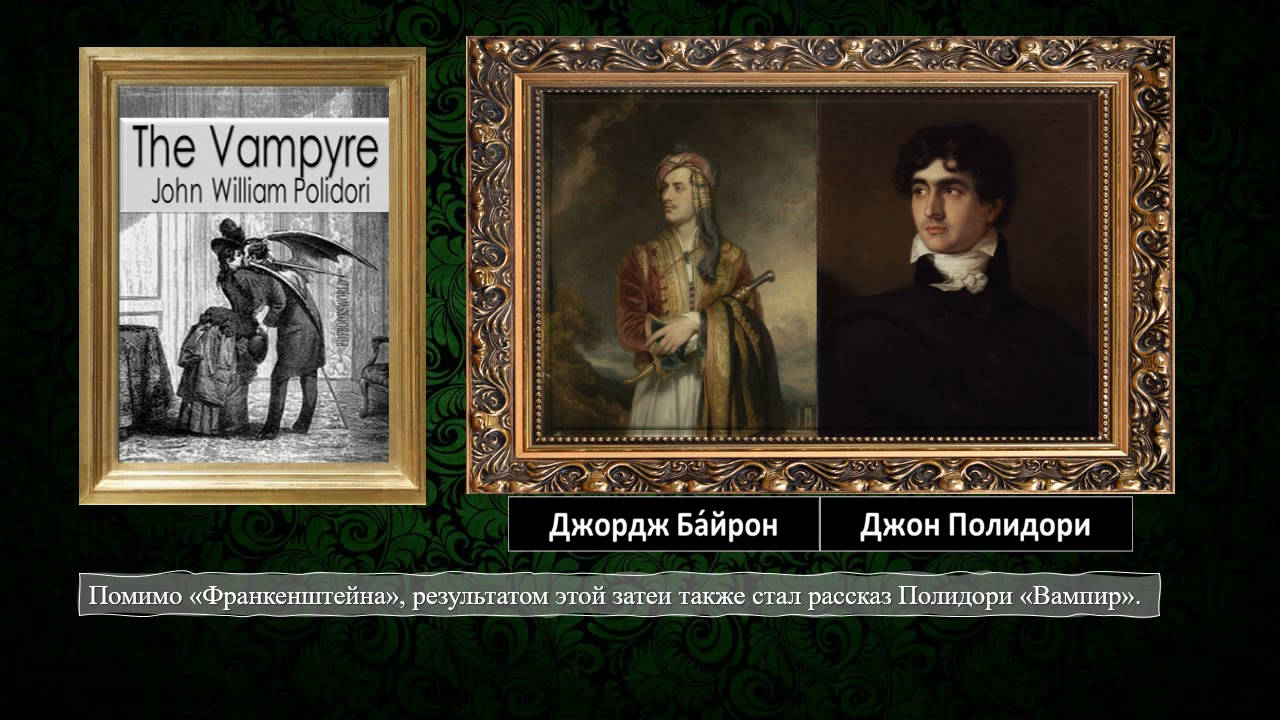 The Vampyre
John William Polidori
Джордж Ба́йрон
Джон Полидори
Помимо «Франкенштейна», результатом этой затеи также стал рассказ Полидори «Вампир».